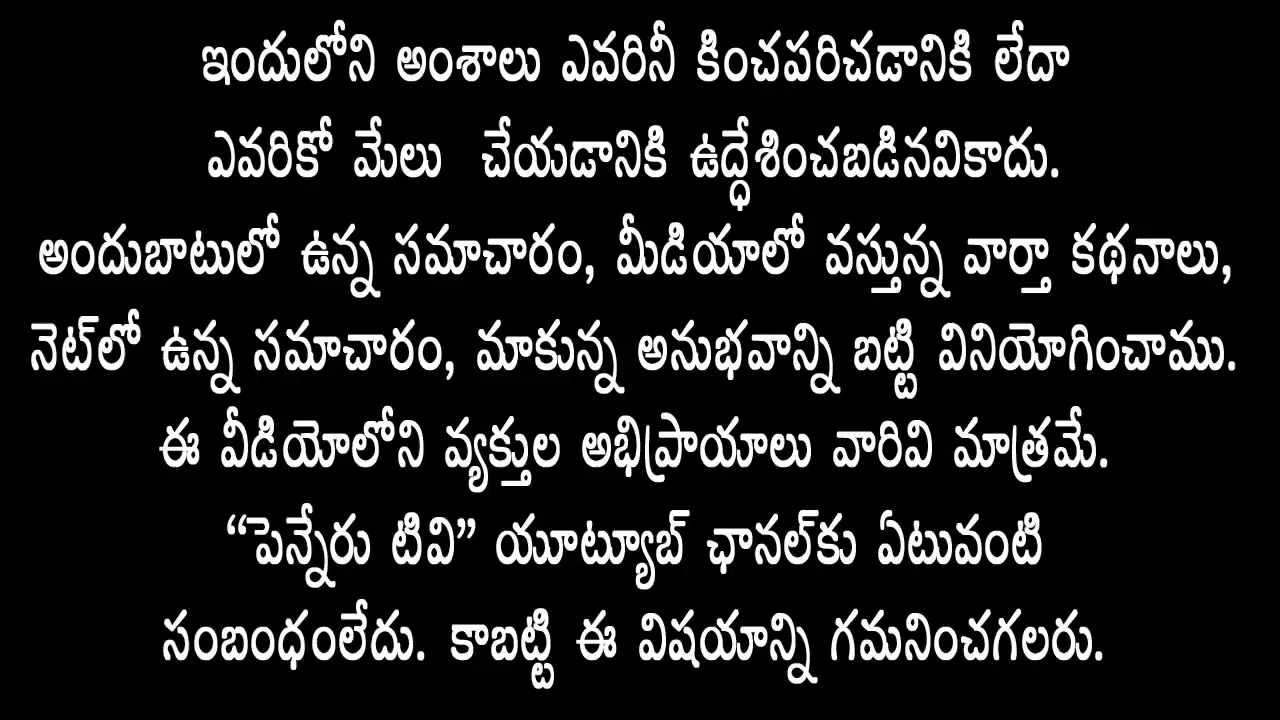 ఇందులోని అంశాలు ఎవరినీ కించపరిచడానికి లేదా
ఎవరికో మేలు చేయడానికి ఉద్ధేశించబడినవికాదు.
అందుబాటులో ఉన్న సమాచారం, మీడియాలో వస్తున్న వార్తా కథనాలు,
నెట్‌లో ఉన్న సమాచారం, మాకున్న అనుభవాన్ని బట్టి వినియోగించాము.
ఈ వీడియోలోని వ్యక్తుల అభిప్రాయాలు వారివి మాత్రమే.
“పెన్నేరు టివి” యూట్యూబ్ ఛానల్‌కు ఏటువంటి
సంబంధంలేదు. కాబట్టి ఈ విషయాన్ని గమనించగలరు.